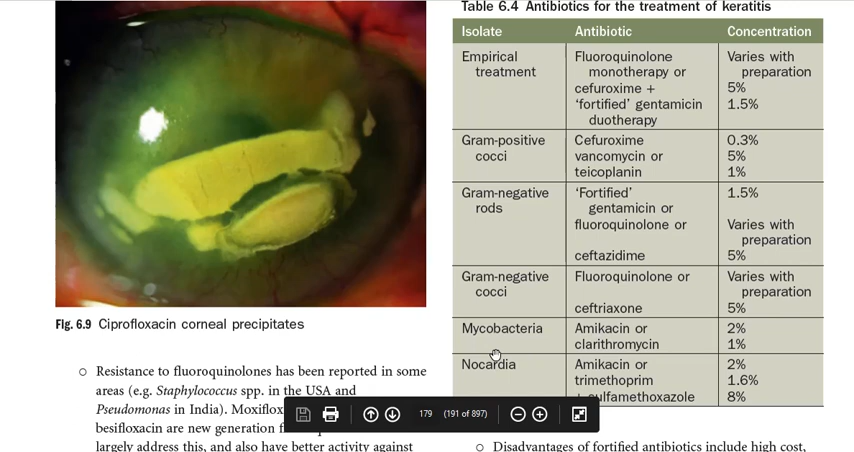 Table 6.4 Antibiotics for the treatment of keratitis
Isolate Antibiotic Concentration
Empirical treatment Fluoroquinolone monotherapy or Varies with preparation
cefuroxime + 5%
‘fortified’ gentamicin duotherapy 1.5%
Gram-positive cocci Cefuroxime 0.3%
vancomycin or 5%
teicoplanin 1%
Gram-negative rods ‘Fortified’ gentamicin or 1.5%
fluoroquinolone or Varies with preparation
ceftazidime 5%
Gram-negative cocci Fluoroquinolone or Varies with preparation
ceftriaxone 5%
Mycobacteria Amikacin or 2%
clarithromycin 1%
Nocardia Amikacin or 2%
trimethoprim 1.6%
sulfamethoxazole 8%
Fig. 6.9 Ciprofloxacin corneal precipitates
○ Resistance to fluoroquinolones has been reported in some
areas (e.g. Staphylococcus spp. in the USA and
Pseudomonas in India). Moxiflox
besifloxacin are new generation
largely address this, and also have better activity against
○ Disadvantages of fortified antibiotics include high cost,
179 (191 of 897)